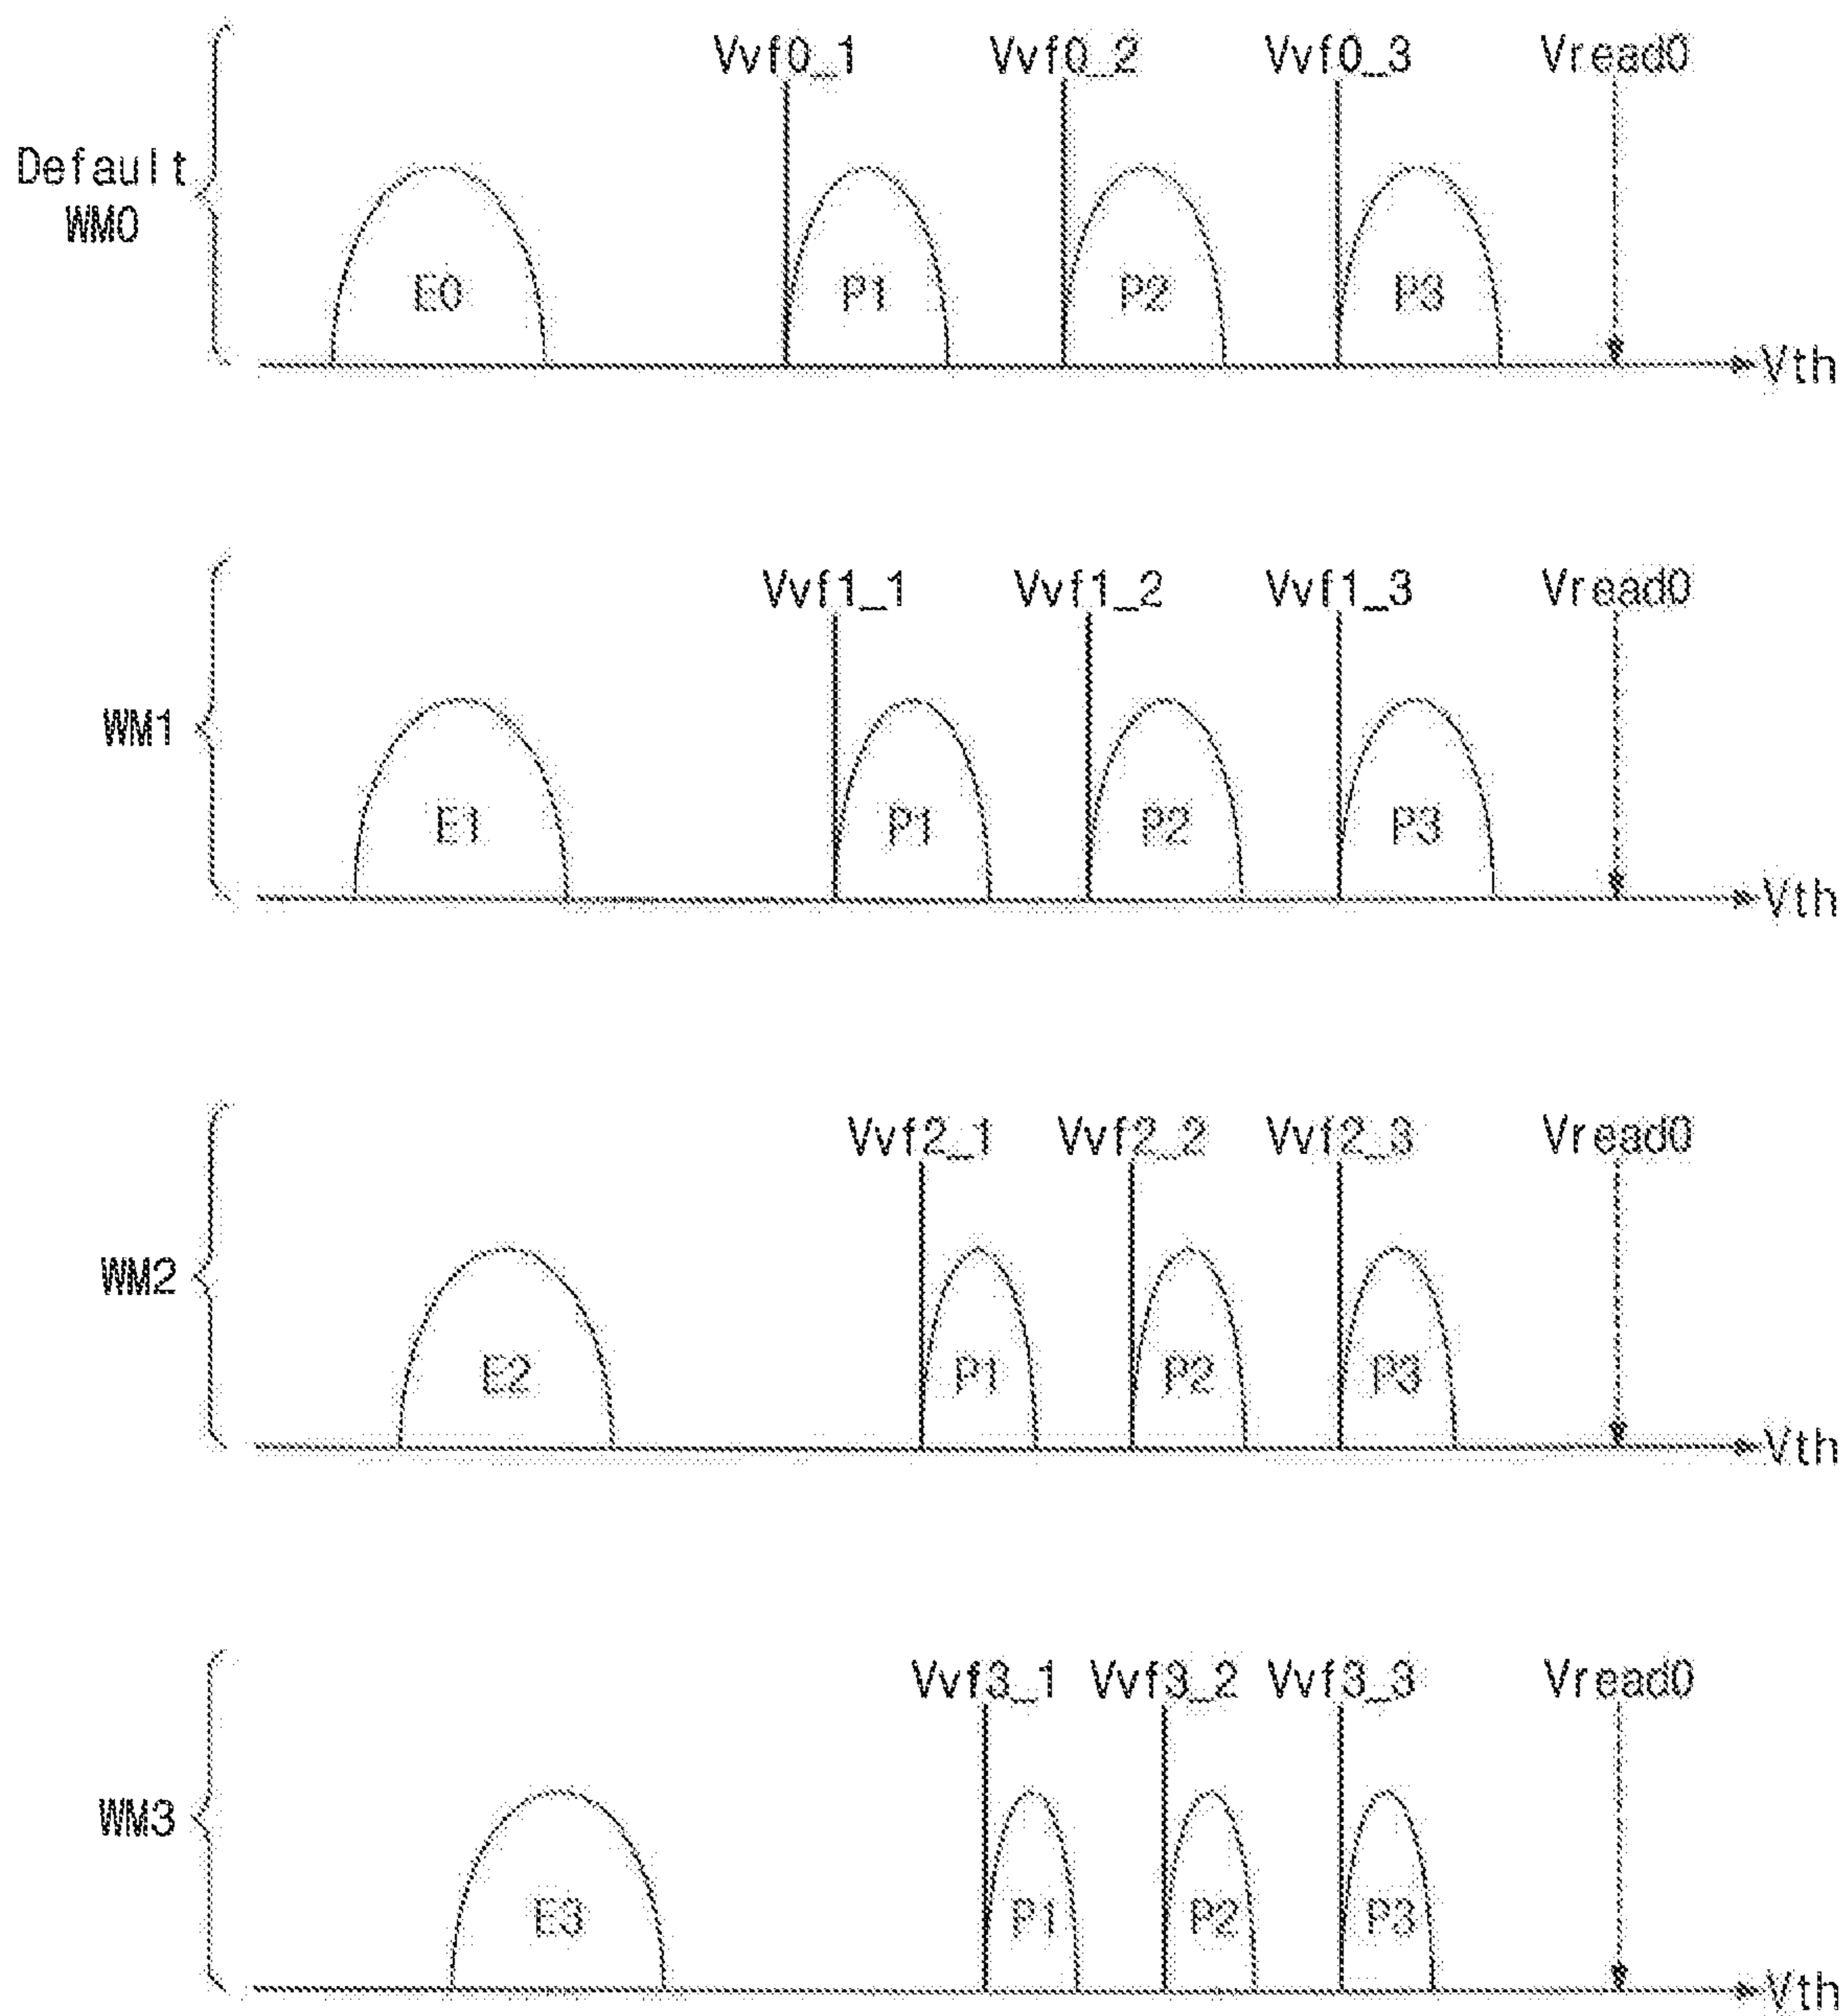 Vvf0_1 Vvf0_2 Vvf0_3 Vread0
Default
WM0
E0 P1 P2 P3
Vth
Vvf1_1 Vvf1_2 Vvf1_3 Vread0
WM1
E1 P1 P2 P3
Vth
Vvf2_1 Vvf2_2 Vvf2_3 Vread0
WM2
E2 P1 P2 P3
Vth
Vvf3_1 Vvf3_2 Vvf3_3 Vread0
WM3
E3 P1 P2 P3
Vth